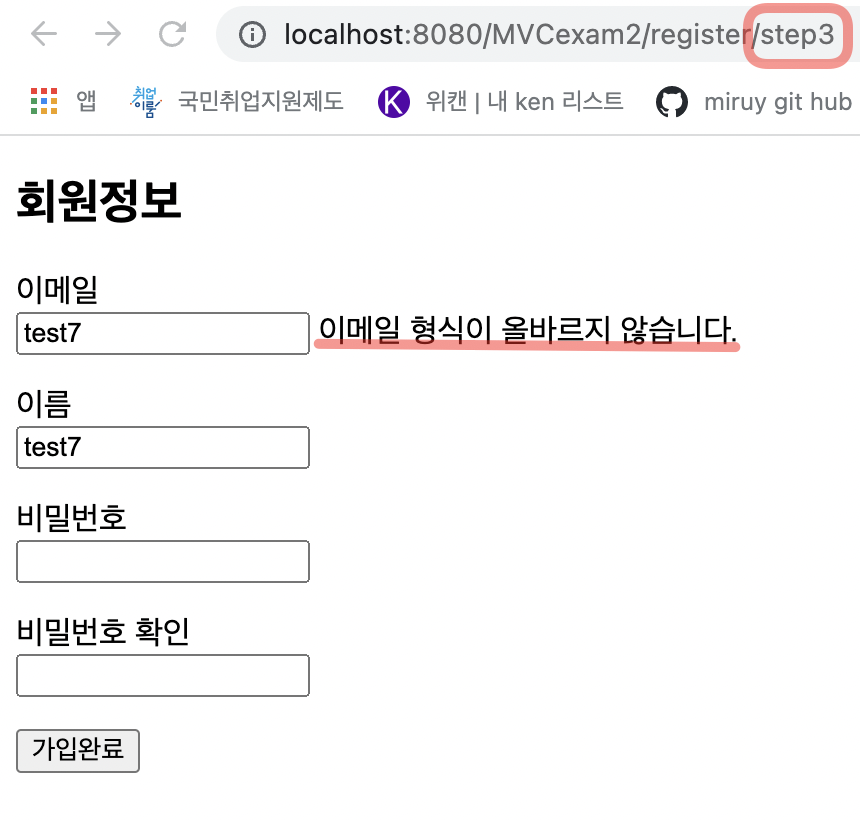 localhost:8080/MVCexam2/register/step3
앱 취업이룸 국민취업지원제도 K 위캔 | 내 ken 리스트 miruy git hub
회원정보
이메일
test7 이메일 형식이 올바르지 않습니다.
이름
test7
비밀번호
비밀번호 확인
가입완료